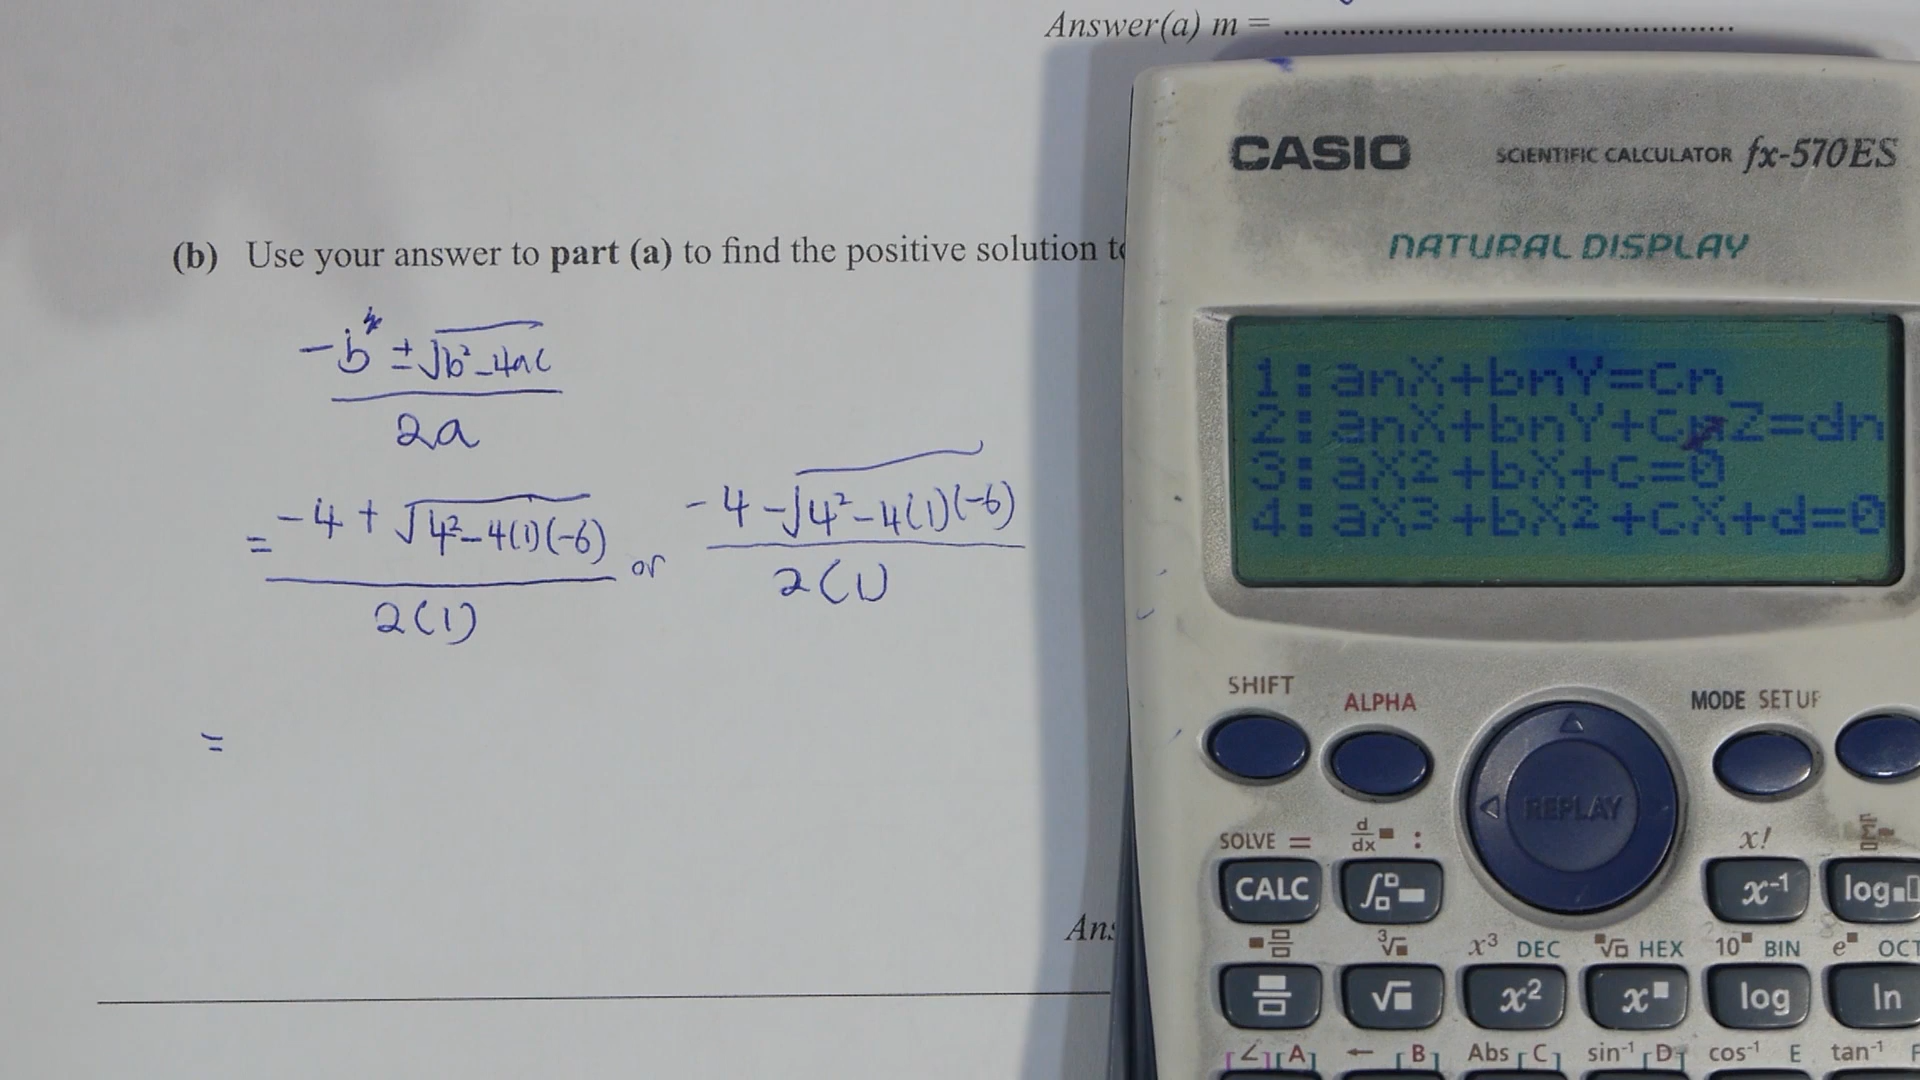 Answer(a) m = ................................................
(b) Use your answer to part (a) to find the positive solution
-b ± √b²-4ac
2a
= -4 + √4²-4(1)(-6) or -4 - √4²-4(1)(-6)
2(1) 2(1)
=
Ans
CASIO SCIENTIFIC CALCULATOR fx-570ES
NATURAL DISPLAY
1:anX+bnY=cn
2:anX+bnY+cnZ=dn
3:aX²+bX+c=0
4:aX³+bX²+cX+d=0
SHIFT ALPHA MODE SETUP
REPLAY
SOLVE = d/dx :  x!
CALC ∫ x⁻¹ log
³√ x³ DEC √ HEX 10 BIN e OCT
√ x² x log ln
∠ A ← B Abs C sin⁻¹ D cos⁻¹ E tan⁻¹ F